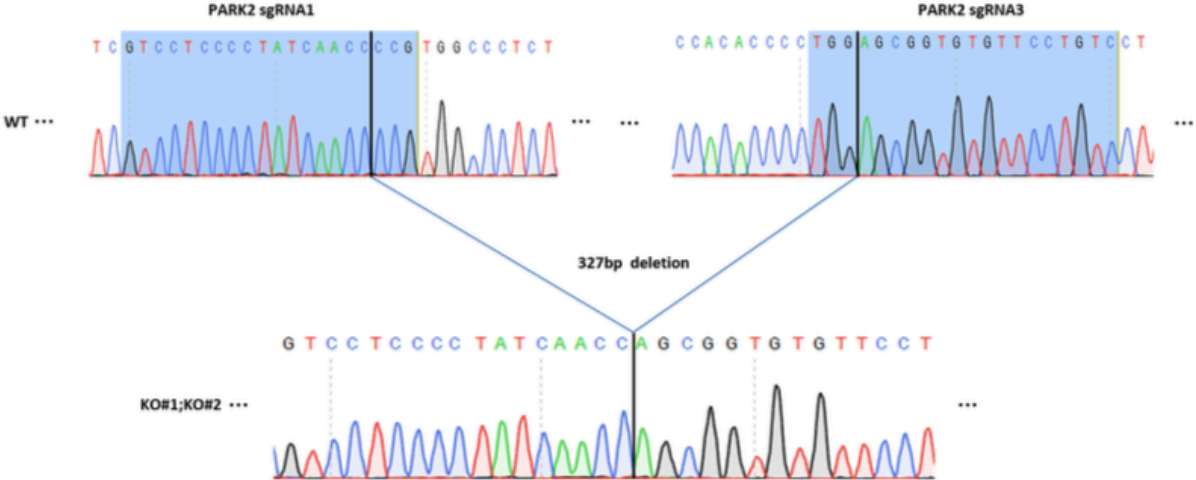 PARK2 sgRNA1 PARK2 sgRNA3
T C G T C C T C C C C T A T C A A C C C C G T G G C C C T C T C C A C A C C C C T G G A G C G G T G T G T T C C T G T C C T
WT ••• ••• ••• •••
327bp deletion
G T C C T C C C C T A T C A A C C A G C G G T G T G T T C C T
KO#1;KO#2 ••• •••